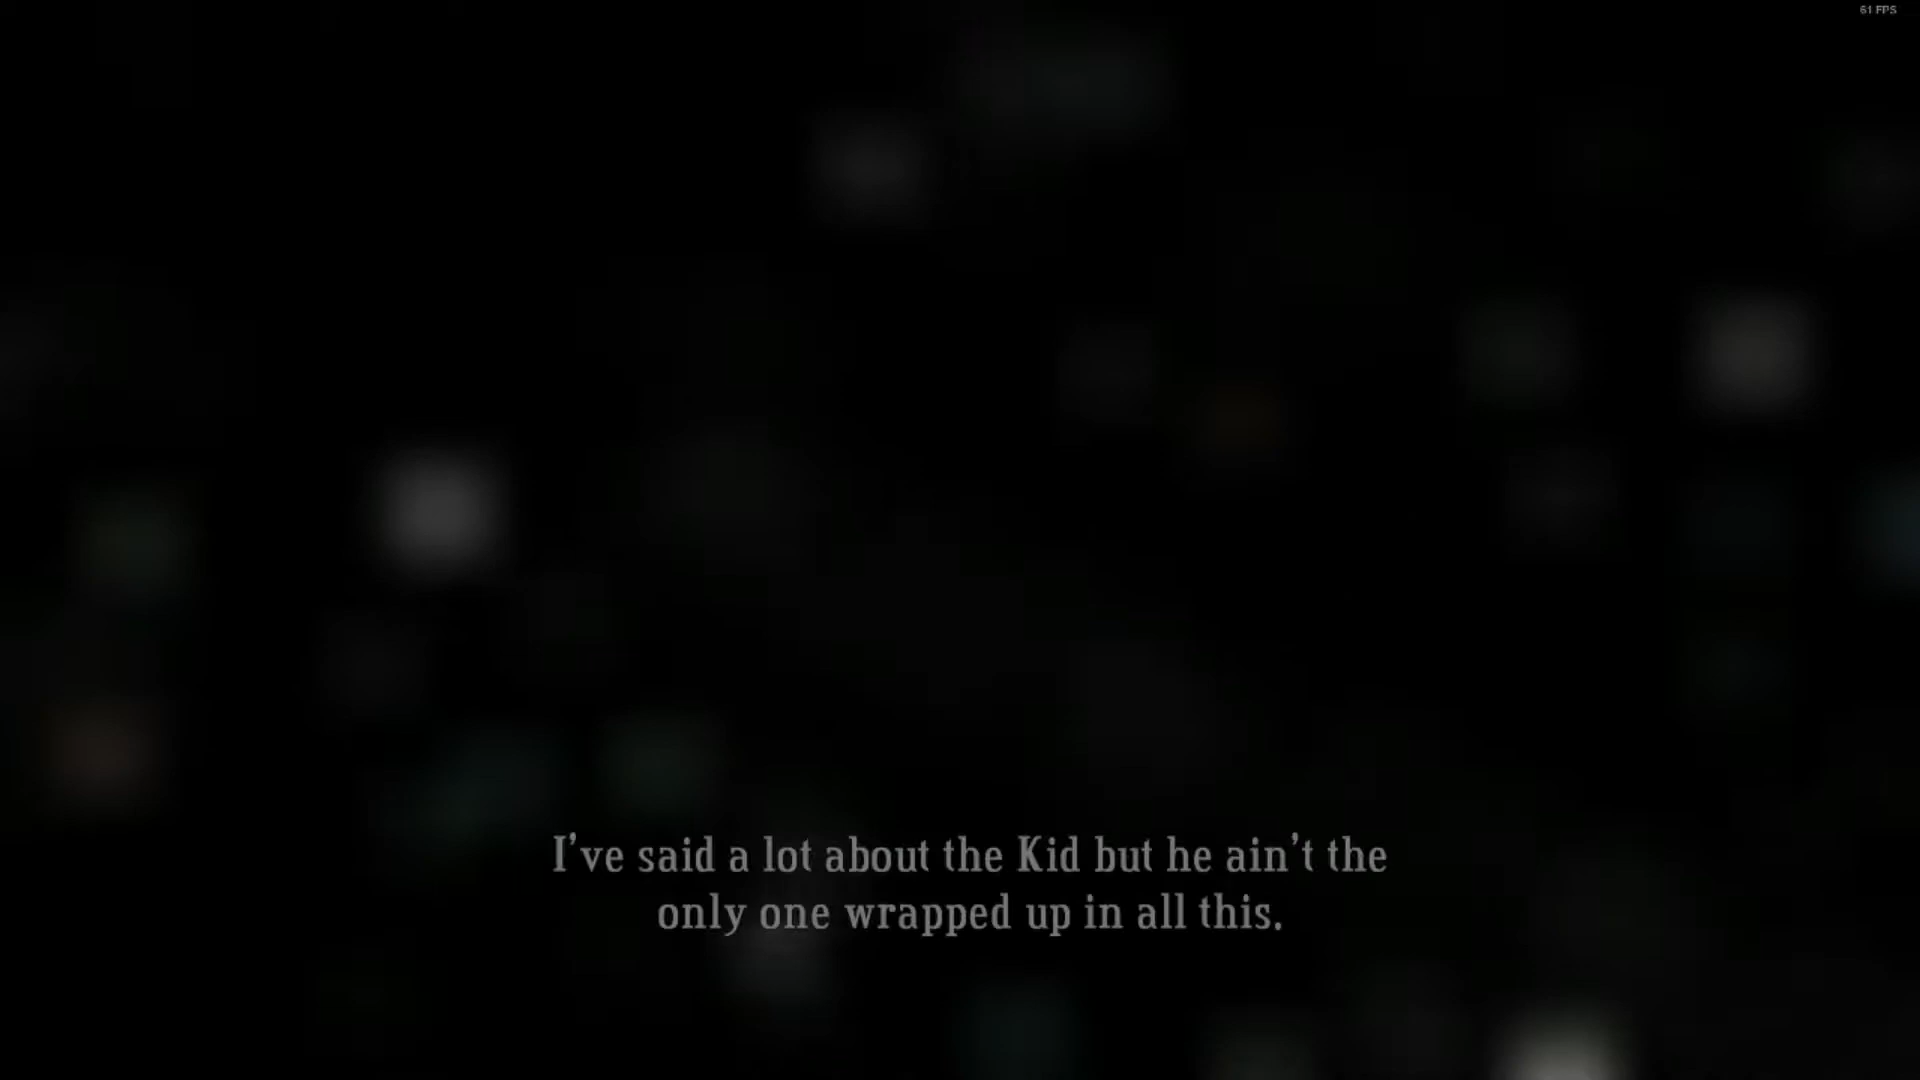 61 FPS
I've said a lot about the Kid but he ain't the
only one wrapped up in all this.